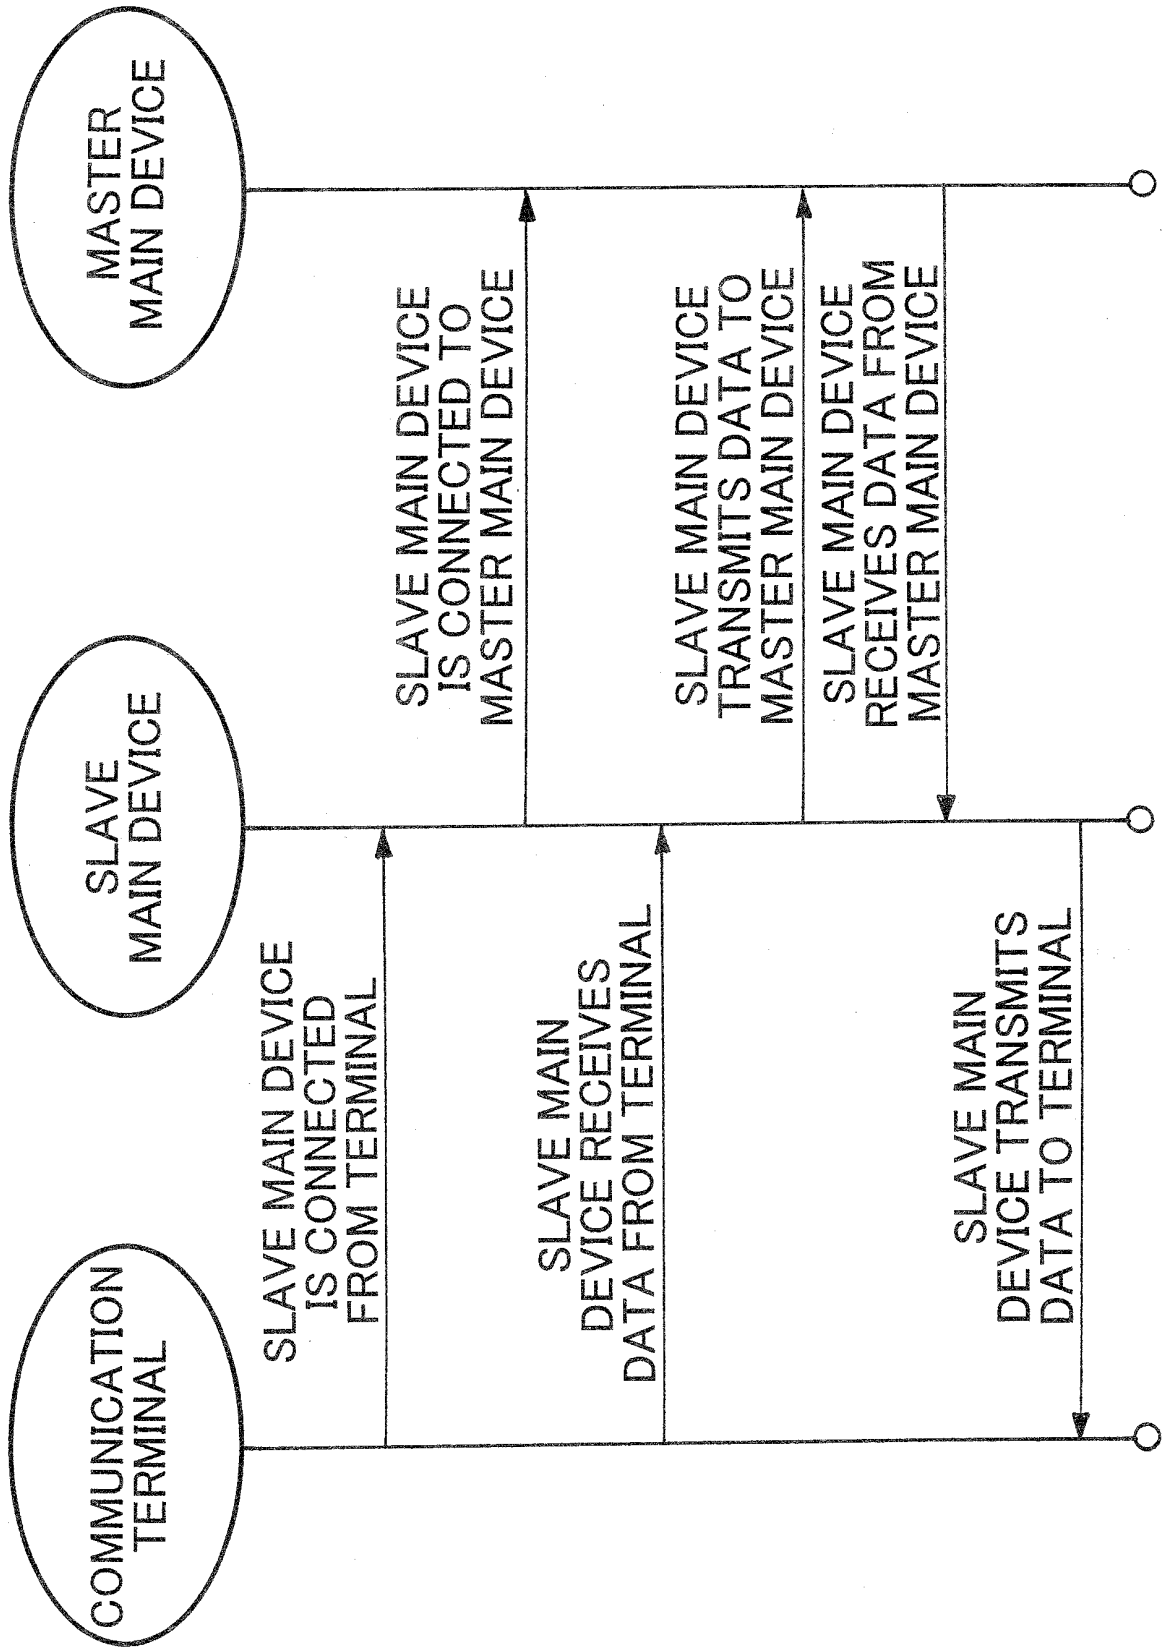 COMMUNICATION
TERMINAL
SLAVE
MAIN DEVICE
MASTER
MAIN DEVICE
SLAVE MAIN DEVICE
IS CONNECTED
FROM TERMINAL
SLAVE MAIN DEVICE
IS CONNECTED TO
MASTER MAIN DEVICE
SLAVE MAIN
DEVICE RECEIVES
DATA FROM TERMINAL
SLAVE MAIN DEVICE
TRANSMITS DATA TO
MASTER MAIN DEVICE
SLAVE MAIN DEVICE
RECEIVES DATA FROM
MASTER MAIN DEVICE
SLAVE MAIN
DEVICE TRANSMITS
DATA TO TERMINAL